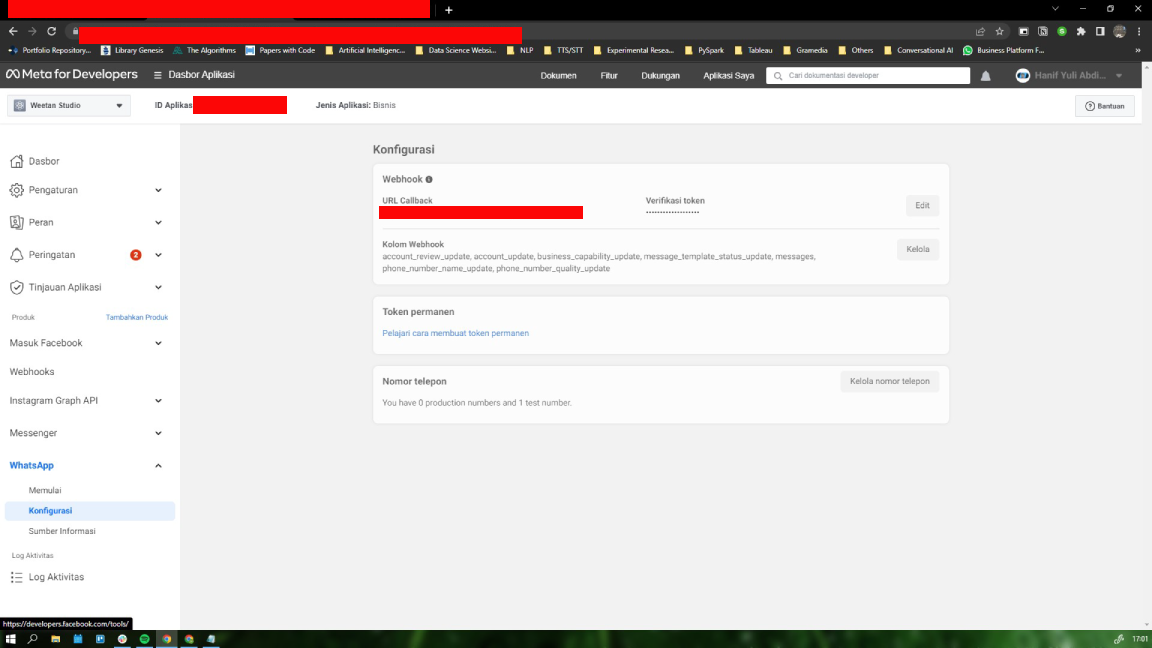 Portfolio Repository...
Library Genesis
The Algorithms
Papers with Code
Artificial Intelligenc...
Data Science Websi...
NLP
TTS/STT
Experimental Resea...
PySpark
Tableau
Gramedia
Others
Conversational AI
Business Platform F...
»
Meta for Developers
Dasbor Aplikasi
Dokumen
Fitur
Dukungan
Aplikasi Saya
Cari dokumentasi developer
Hanif Yuli Abdi...
Weetan Studio
ID Aplikas
Jenis Aplikasi: Bisnis
Bantuan
Dasbor
Pengaturan
Peran
Peringatan
2
Tinjauan Aplikasi
Produk
Tambahkan Produk
Masuk Facebook
Webhooks
Instagram Graph API
Messenger
WhatsApp
Memulai
Konfigurasi
Sumber Informasi
Log Aktivitas
Log Aktivitas
Konfigurasi
Webhook
URL Callback
Verifikasi token
Edit
Kolom Webhook
account_review_update, account_update, business_capability_update, message_template_status_update, messages,
phone_number_name_update, phone_number_quality_update
Kelola
Token permanen
Pelajari cara membuat token permanen
Nomor telepon
Kelola nomor telepon
You have 0 production numbers and 1 test number.
https://developers.facebook.com/tools/
17:01